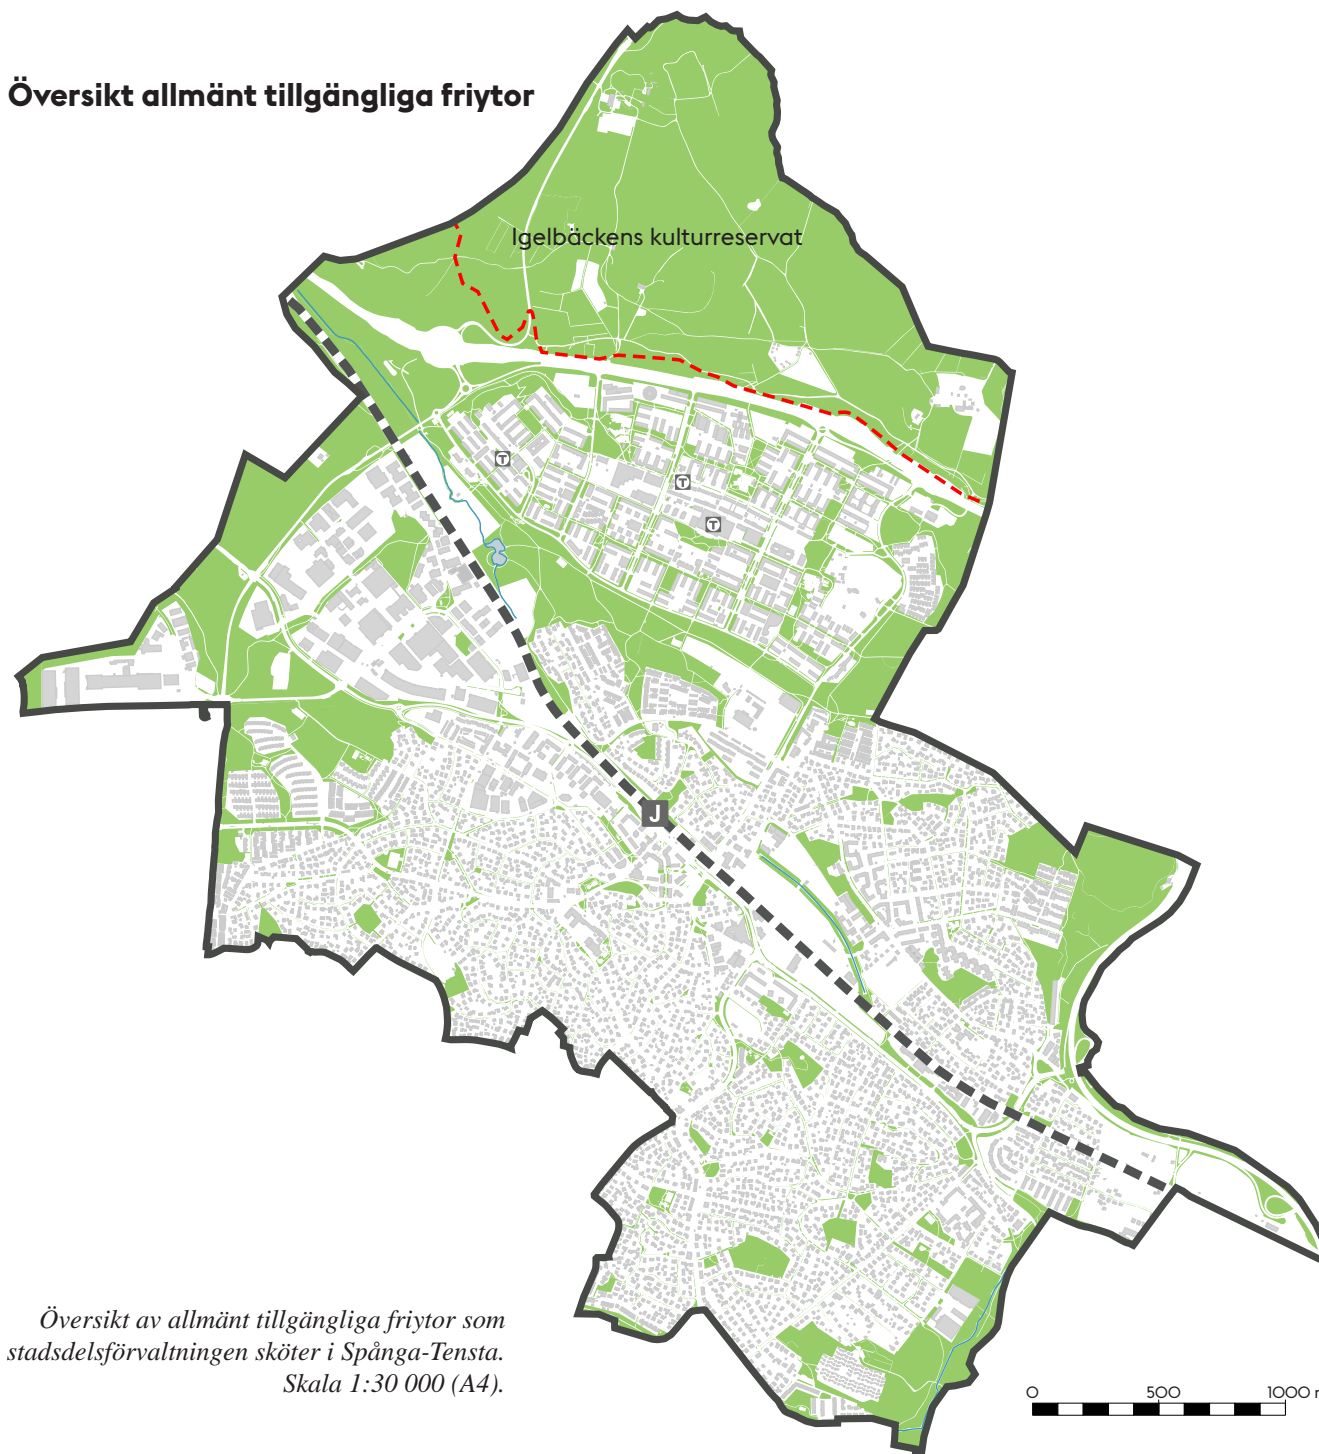 Översikt allmänt tillgängliga friytor
Igelbäckens kulturreservat
T
T
T
J
Översikt av allmänt tillgängliga friytor som
stadsdelsförvaltningen sköter i Spånga-Tensta.
Skala 1:30 000 (A4).
0 500 1000 m